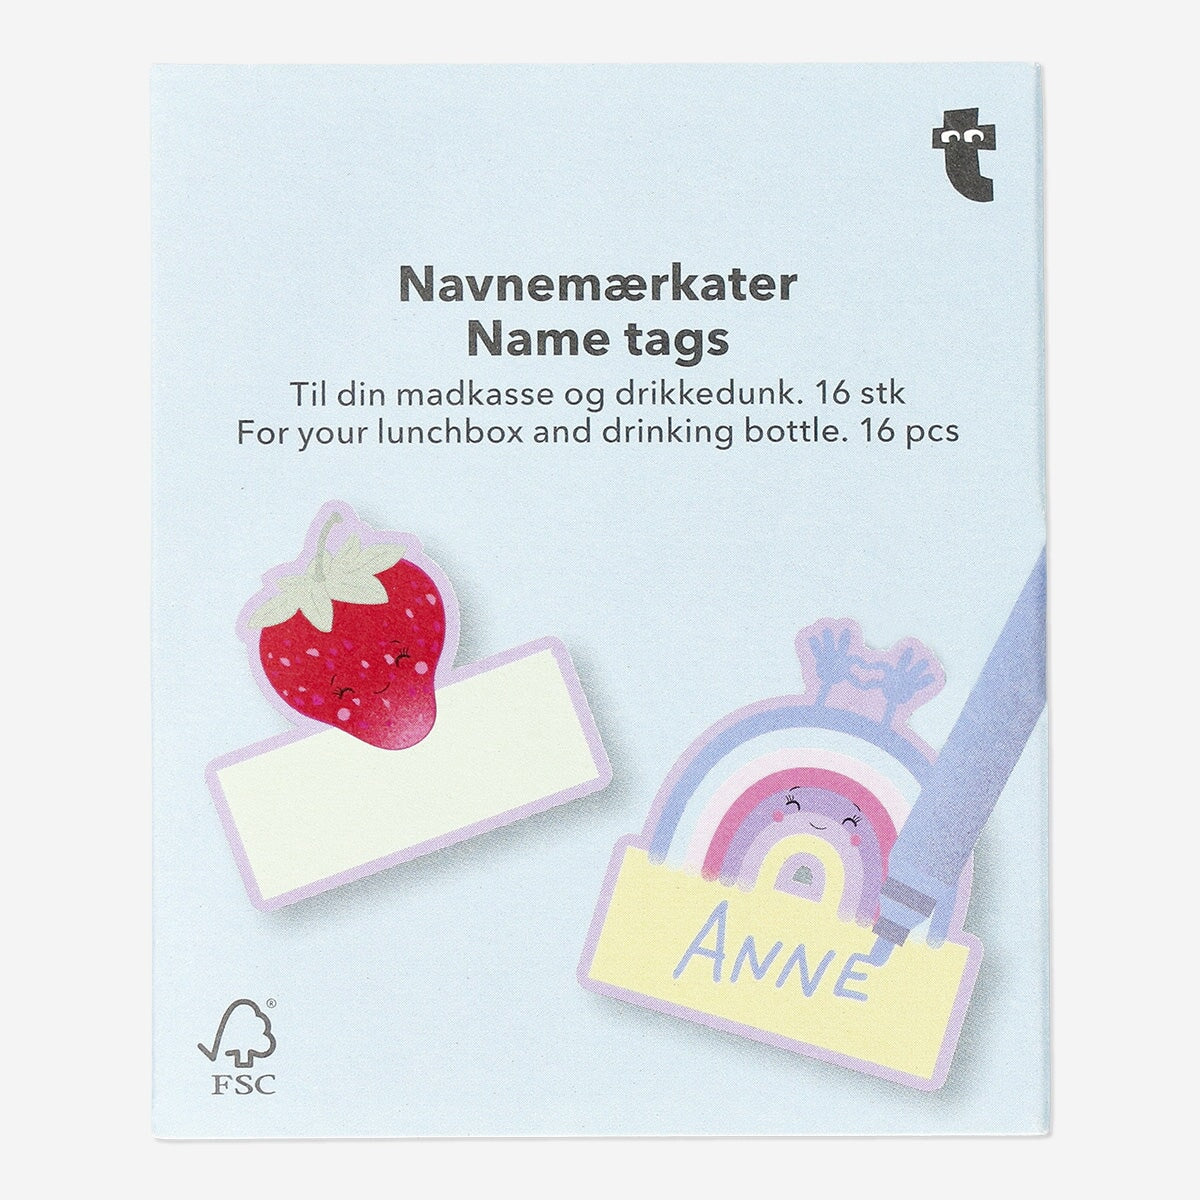 t
Navnemærkater
Name tags
Til din madkasse og drikkedunk. 16 stk
For your lunchbox and drinking bottle. 16 pcs
ANNE
®
FSC